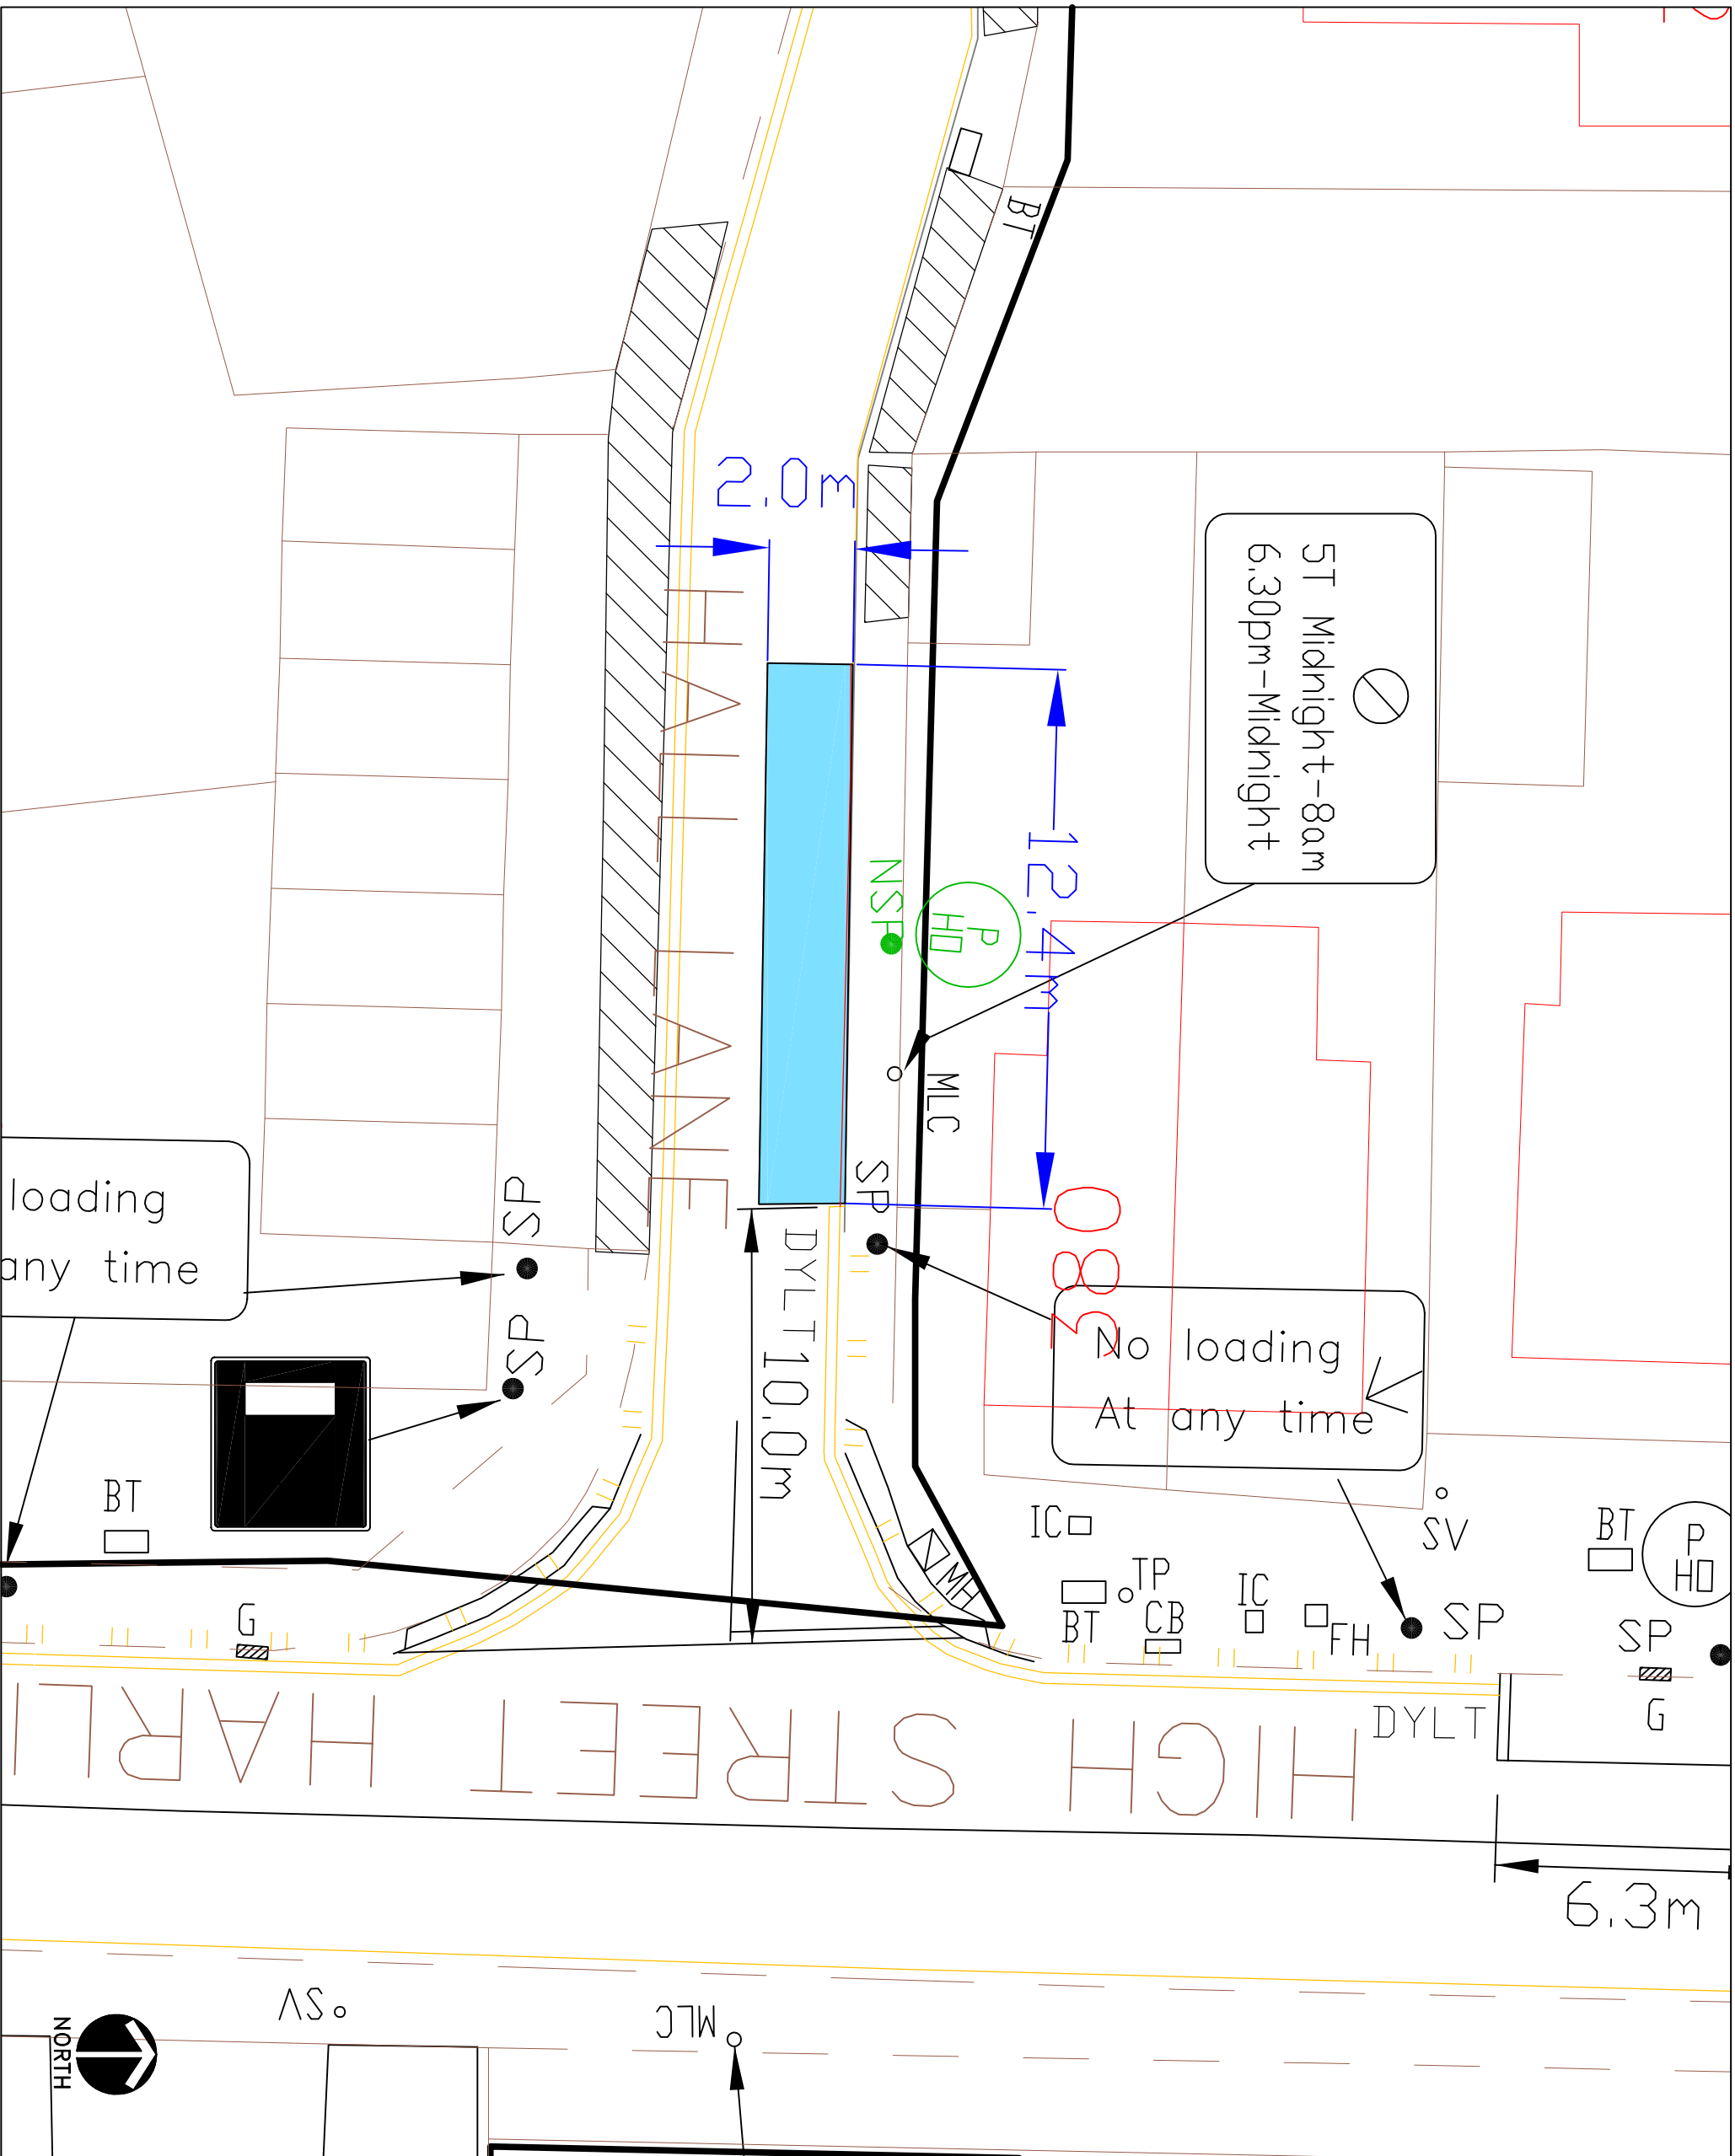 BT
2.0m
5T Midnight-8am
6.30pm-Midnight
12.4m
NSP
P
HD
HALL LANE
MLC
SP
SP
SP
loading
any time
380
No loading
At any time
DYLT
10.0m
BT
IC
SV
BT
P
HD
TP
MH
BT
CB
IC
FH
SP
SP
G
G
DYLT
HIGH STREET HARL
6.3m
SV
MLC
NORTH